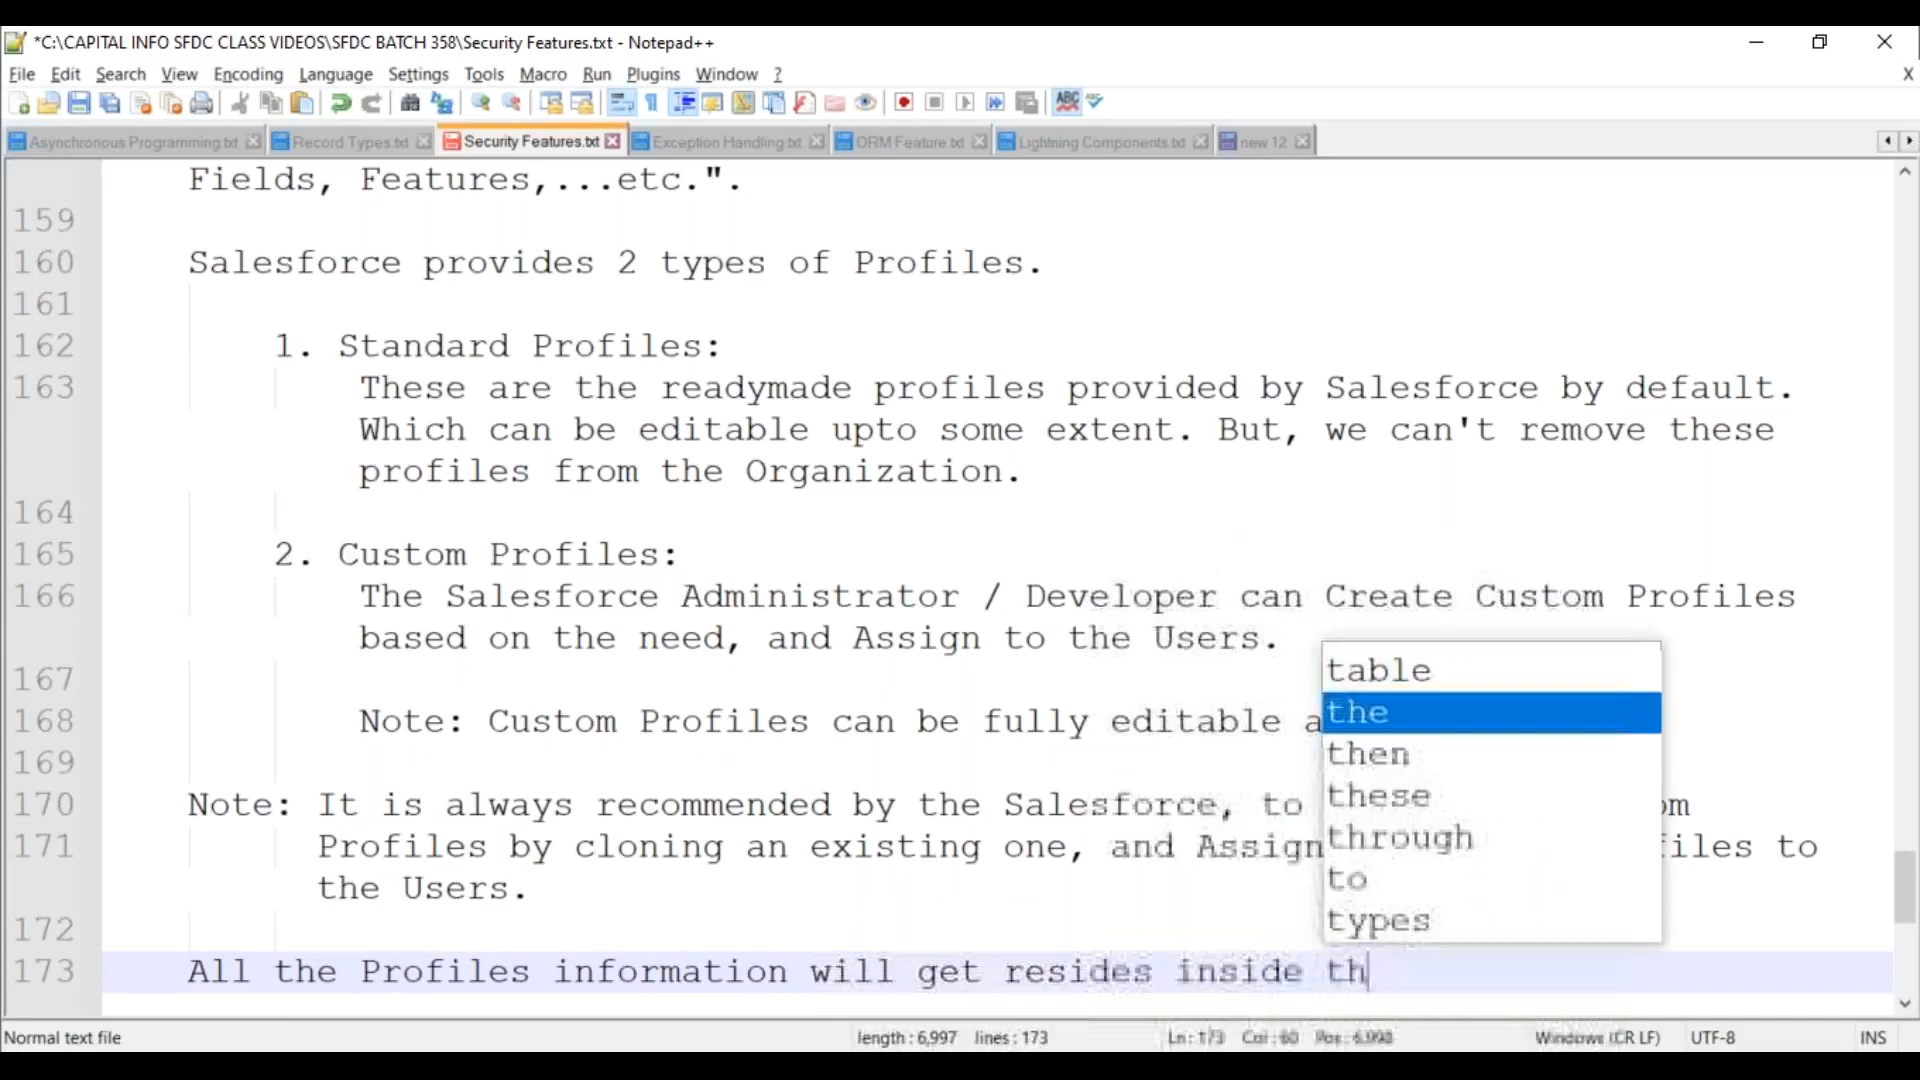 *C:\CAPITAL INFO SFDC CLASS VIDEOS\SFDC BATCH 358\Security Features.txt - Notepad++
File Edit Search View Encoding Language Settings Tools Macro Run Plugins Window ? X
Asynchronous Programming.txt Record Types.txt Security Features.txt Exception Handling.txt ORM Feature.txt Lightning Components.txt new 12
Fields, Features,...etc.".
159
160 Salesforce provides 2 types of Profiles.
161
162 1. Standard Profiles:
163 These are the readymade profiles provided by Salesforce by default.
Which can be editable upto some extent. But, we can't remove these
profiles from the Organization.
164
165 2. Custom Profiles:
166 The Salesforce Administrator / Developer can Create Custom Profiles
based on the need, and Assign to the Users.
167
168 Note: Custom Profiles can be fully editable a
169
170 Note: It is always recommended by the Salesforce, to om
171 Profiles by cloning an existing one, and Assign iles to
the Users.
172
173 All the Profiles information will get resides inside th
table
the
then
these
through
to
types
Normal text file length : 6,997 lines : 173 Ln : 173 Col : 60 Windows (CR LF) UTF-8 INS